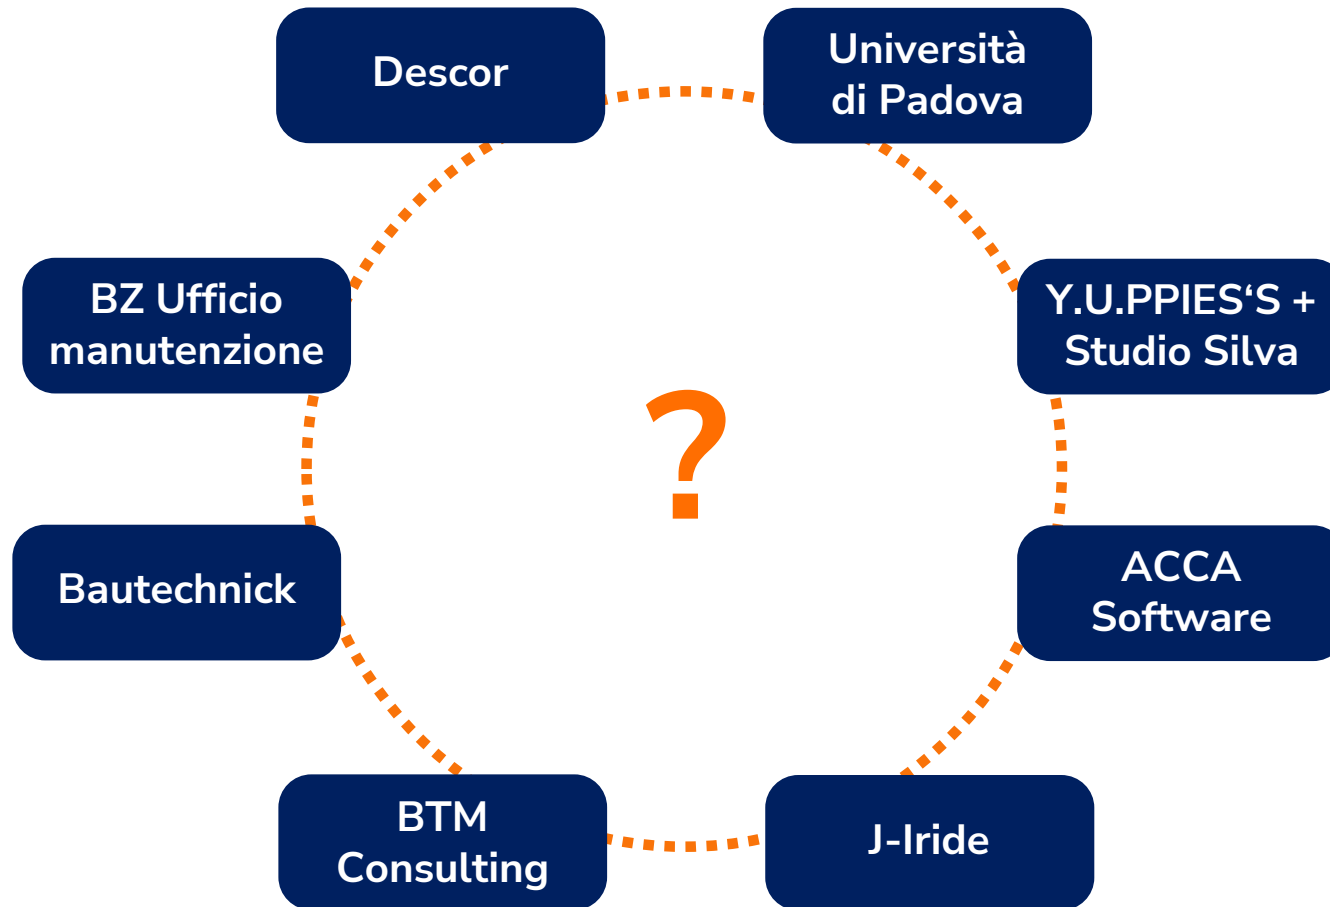 Descor
Università
di Padova
BZ Ufficio
manutenzione
Y.U.PPIES‘S +
Studio Silva
?
Bautechnick
ACCA
Software
BTM
Consulting
J-Iride